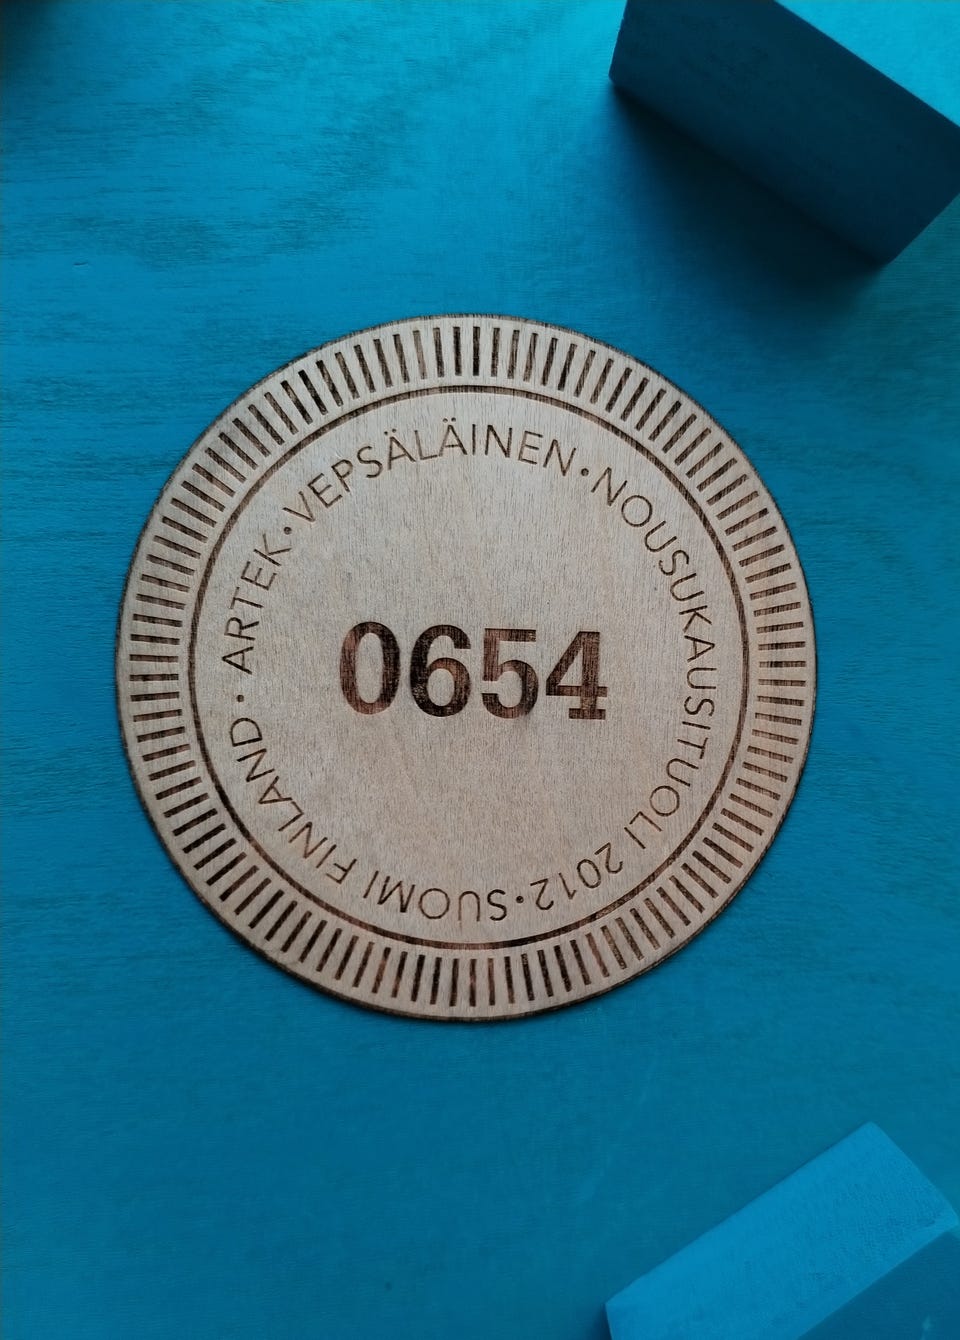 ARTEK · VEPSÄLÄINEN · NOUSUKAUSITUOLI 2012 · SUOMI FINLAND ·
0654